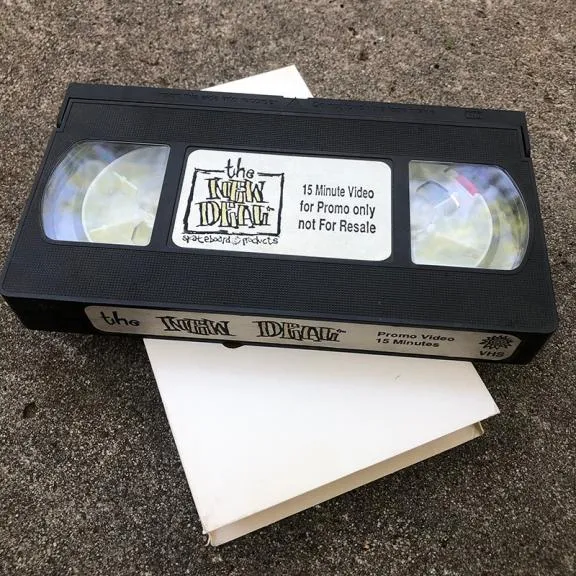 the
NEW
DEAL
skateboard products
15 Minute Video
for Promo only
not For Resale
the NEW DEAL
Promo Video
15 Minutes
VHS